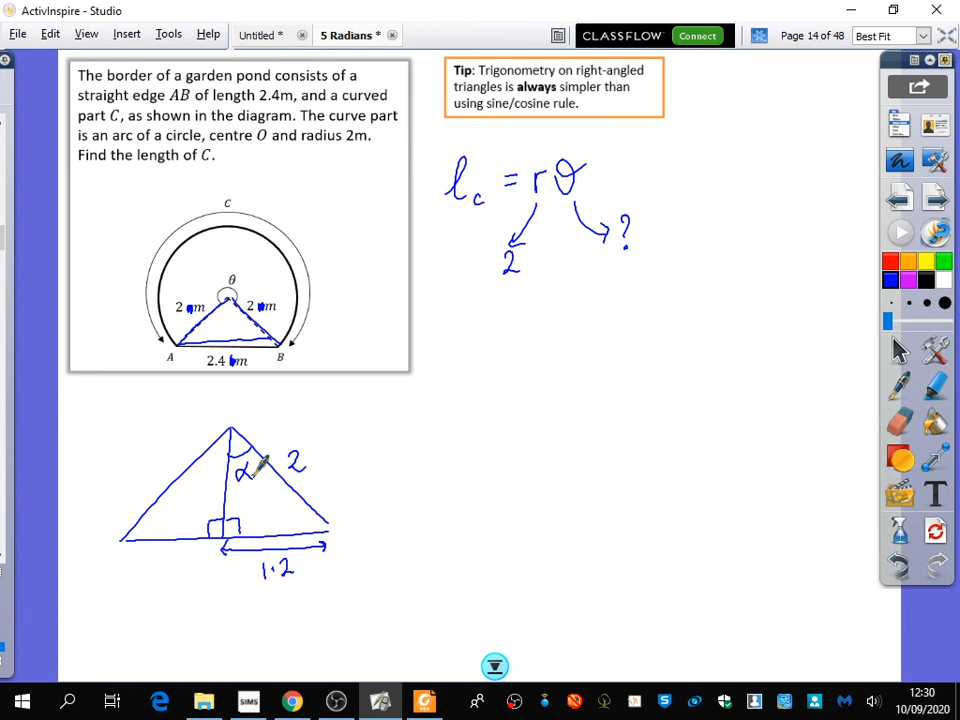 ActivInspire - Studio
File Edit View Insert Tools Help
Untitled *
5 Radians *
CLASSFLOW Connect
Page 14 of 48
Best Fit
The border of a garden pond consists of a
straight edge AB of length 2.4m, and a curved
part C, as shown in the diagram. The curve part
is an arc of a circle, centre O and radius 2m.
Find the length of C.
Tip: Trigonometry on right-angled
triangles is always simpler than
using sine/cosine rule.
l_c = rθ
2
?
C
θ
2 m
2 m
A
B
2.4 m
α
2
1.2
T
SIMS
12:30
10/09/2020